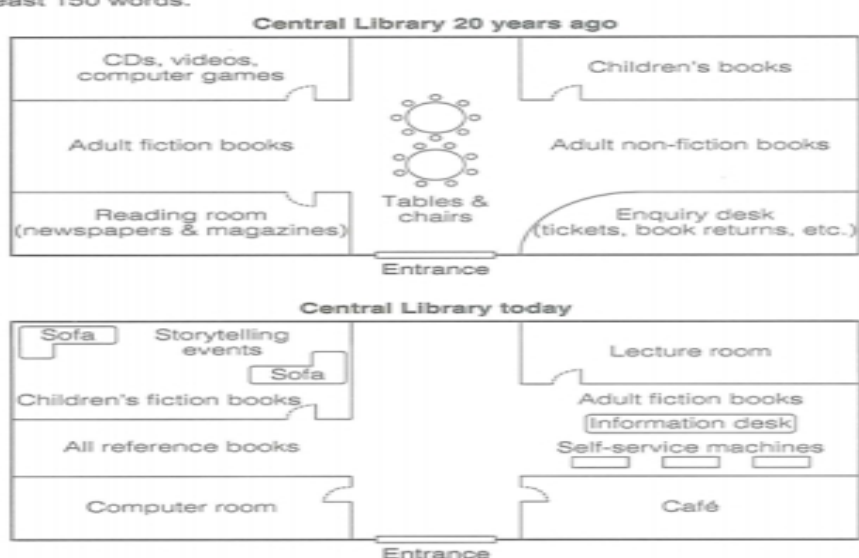 east 150 words.
Central Library 20 years ago
CDs, videos,
computer games
Children's books
Adult fiction books
Adult non-fiction books
Tables &
chairs
Reading room
(newspapers & magazines)
Enquiry desk
(tickets, book returns, etc.)
Entrance
Central Library today
Sofa
Storytelling
events
Sofa
Children's fiction books
Lecture room
Adult fiction books
Information desk
Self-service machines
All reference books
Computer room
Café
Entrance